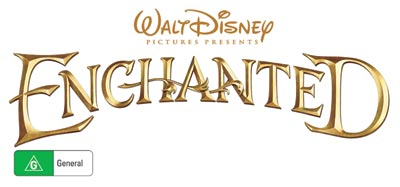 WALT DISNEY
PICTURES PRESENTS
ENCHANTED
G General